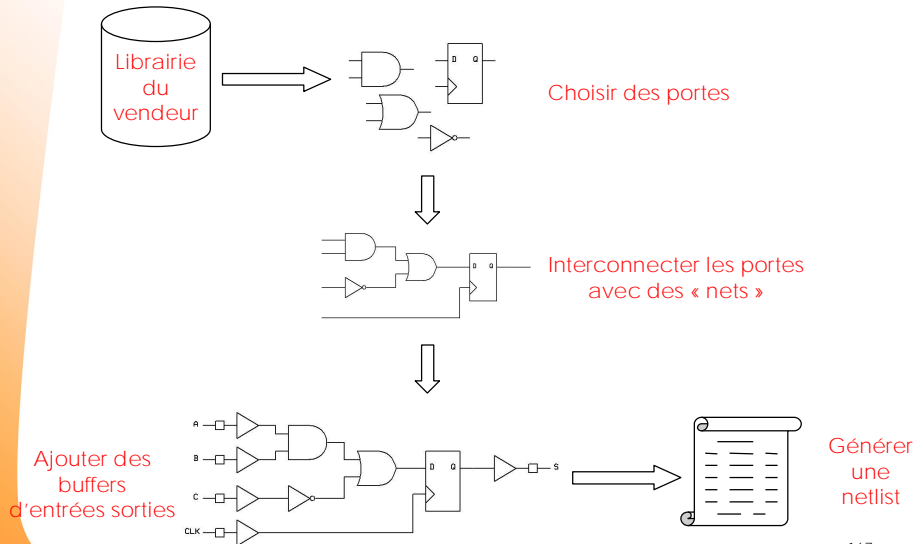 Librairie
du
vendeur
D Q
Choisir des portes
D Q
Interconnecter les portes
avec des « nets »
Ajouter des
buffers
d'entrées sorties
A
B
C
CLK
D Q
S
Générer
une
netlist